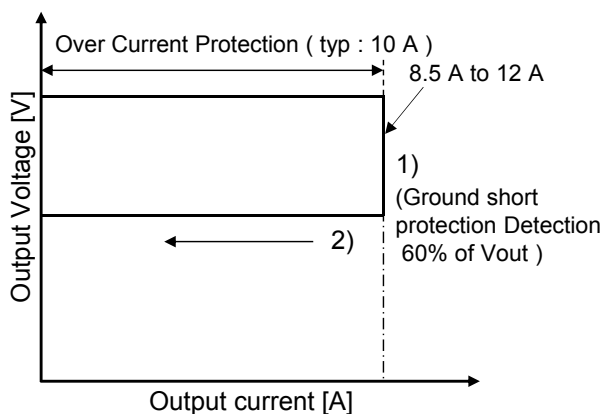 Over Current Protection ( typ : 10 A )
8.5 A to 12 A
Output Voltage [V]
1)
(Ground short
protection Detection
60% of Vout )
2)
Output current [A]